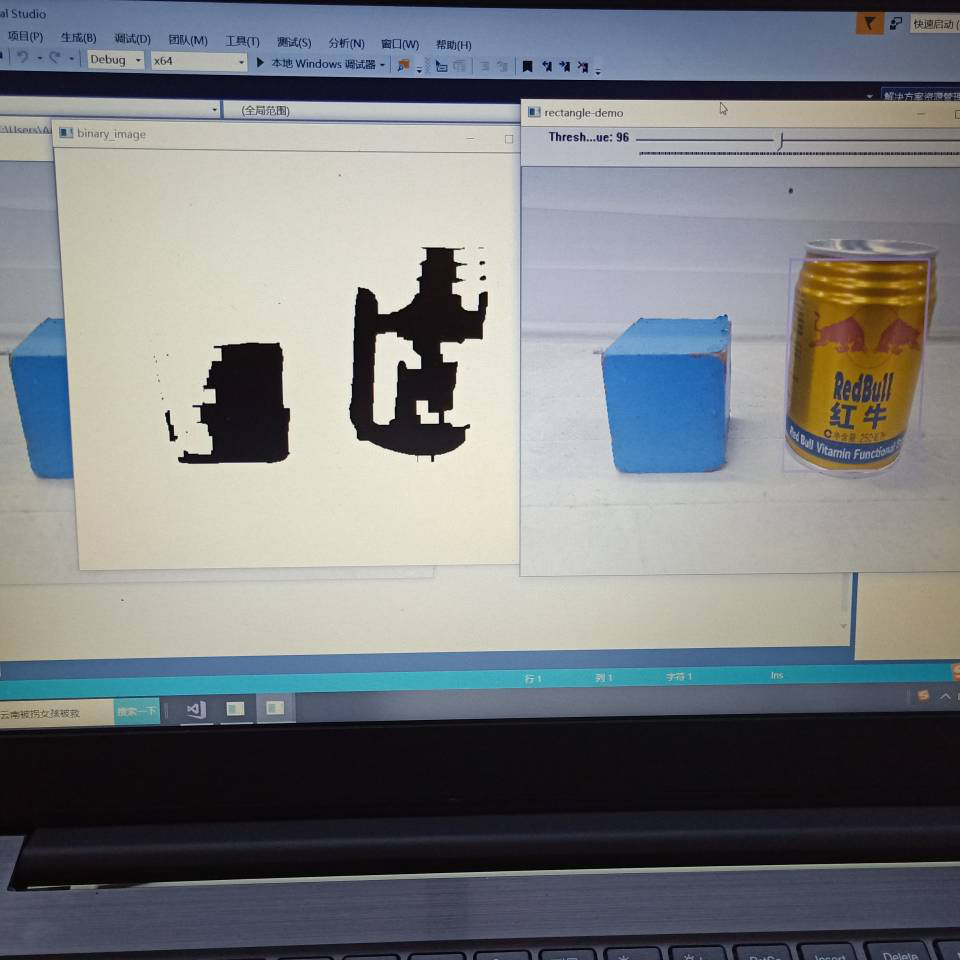 al Studio
快速启动 (
项目(P) 生成(B) 调试(D) 团队(M) 工具(T) 测试(S) 分析(N) 窗口(W) 帮助(H)
Debug x64 本地 Windows 调试器
(全局范围)
解决方案资源管理
:\Users\A
binary_image
rectangle-demo
Thresh...ue: 96
RedBull
红牛
Red Bull Vitamin Functional
行 1 列 1 字符 1 Ins
云南被拐女孩被救 搜索一下
PrtSc Insert Delete